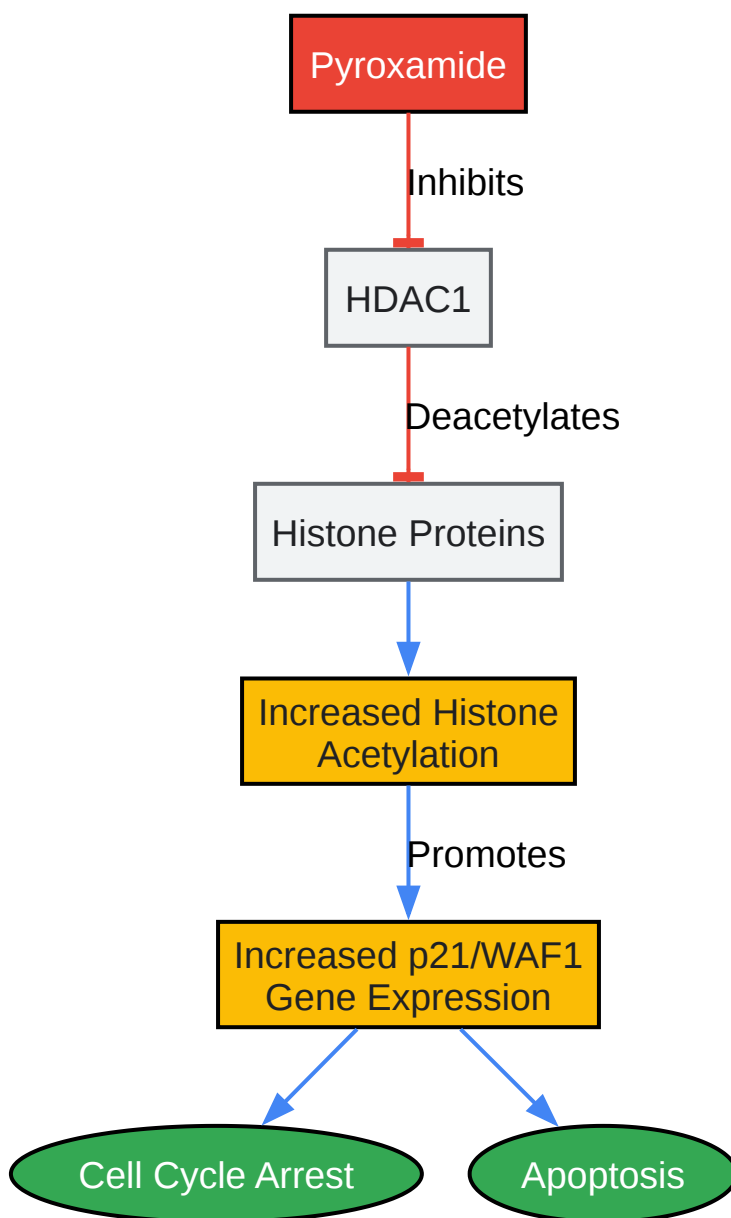 Pyroxamide
Inhibits
HDAC1
Deacetylates
Histone Proteins
Increased Histone
Acetylation
Promotes
Increased p21/WAF1
Gene Expression
Cell Cycle Arrest
Apoptosis